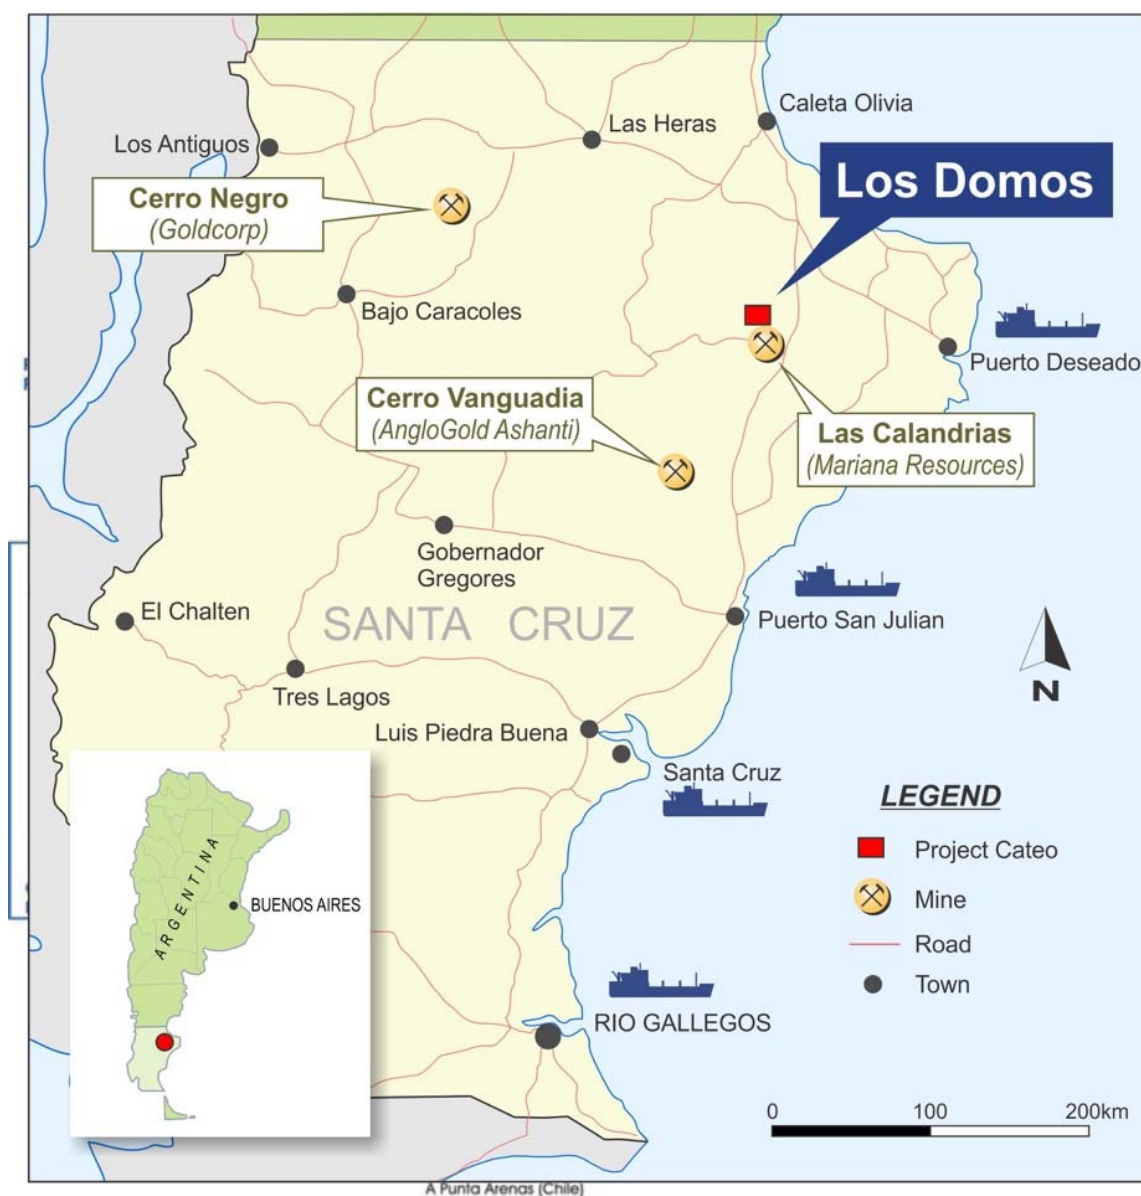 Caleta Olivia
Las Heras
Los Antiguos
Los Domos
Cerro Negro
(Goldcorp)
Bajo Caracoles
Puerto Deseado
Cerro Vanguadia
(AngloGold Ashanti)
Las Calandrias
(Mariana Resources)
Gobernador
Gregores
El Chalten
SANTA CRUZ
Puerto San Julian
Tres Lagos
N
Luis Piedra Buena
Santa Cruz
LEGEND
Project Cateo
Mine
Road
Town
ARGENTINA
BUENOS AIRES
RIO GALLEGOS
0 100 200km
A Punta Arenas (Chile)